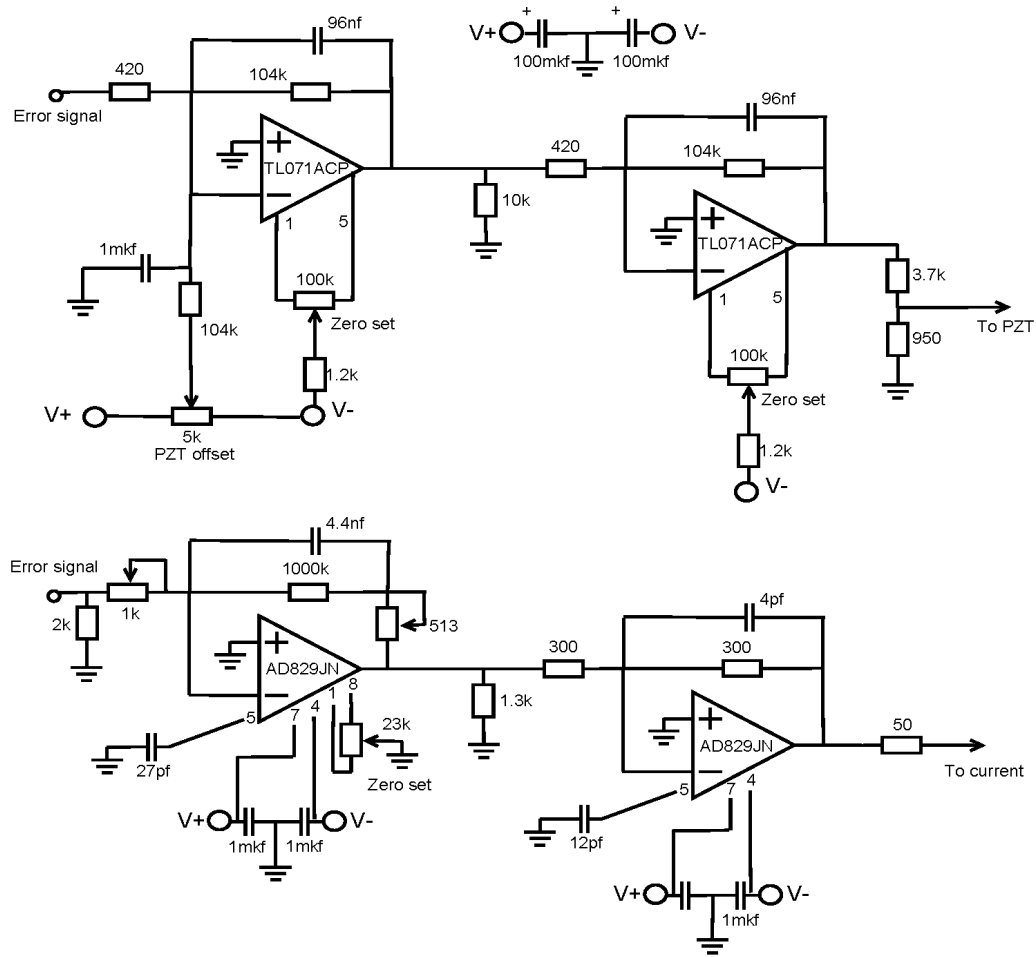 96nf
V+
+
+
V-
100mkf
100mkf
420
104k
Error signal
+
TL071ACP
−
1
5
100k
Zero set
1mkf
104k
1.2k
V+
V-
5k
PZT offset
10k
96nf
420
104k
+
TL071ACP
−
1
5
100k
Zero set
1.2k
V-
3.7k
To PZT
950
4.4nf
Error signal
1000k
1k
2k
513
+
AD829JN
−
5
7
4
1
8
23k
Zero set
27pf
V+
V-
1mkf
1mkf
1.3k
4pf
300
300
+
AD829JN
−
5
7
4
50
To current
12pf
V+
V-
1mkf